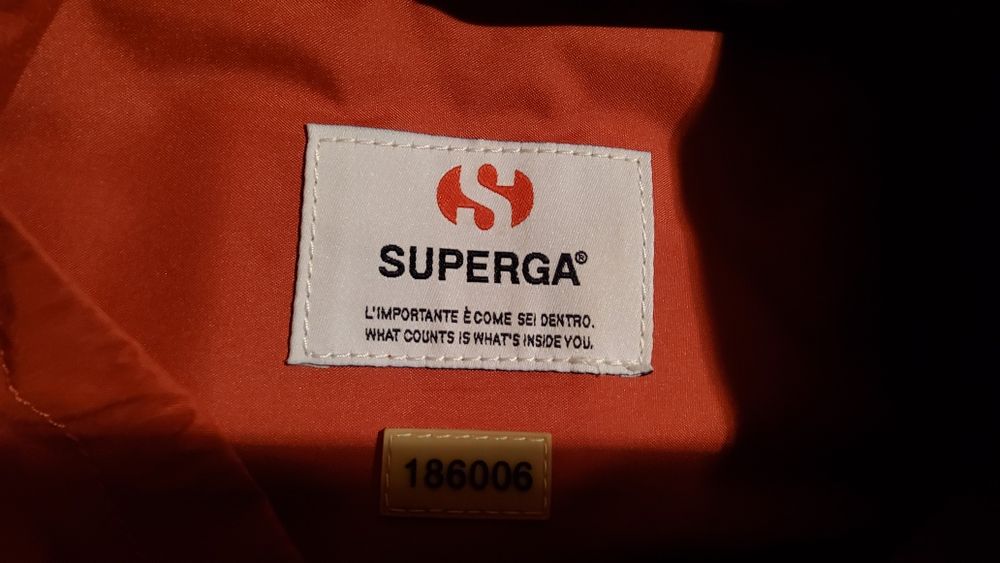 SUPERGA®
L'IMPORTANTE È COME SEI DENTRO.
WHAT COUNTS IS WHAT'S INSIDE YOU.
186006